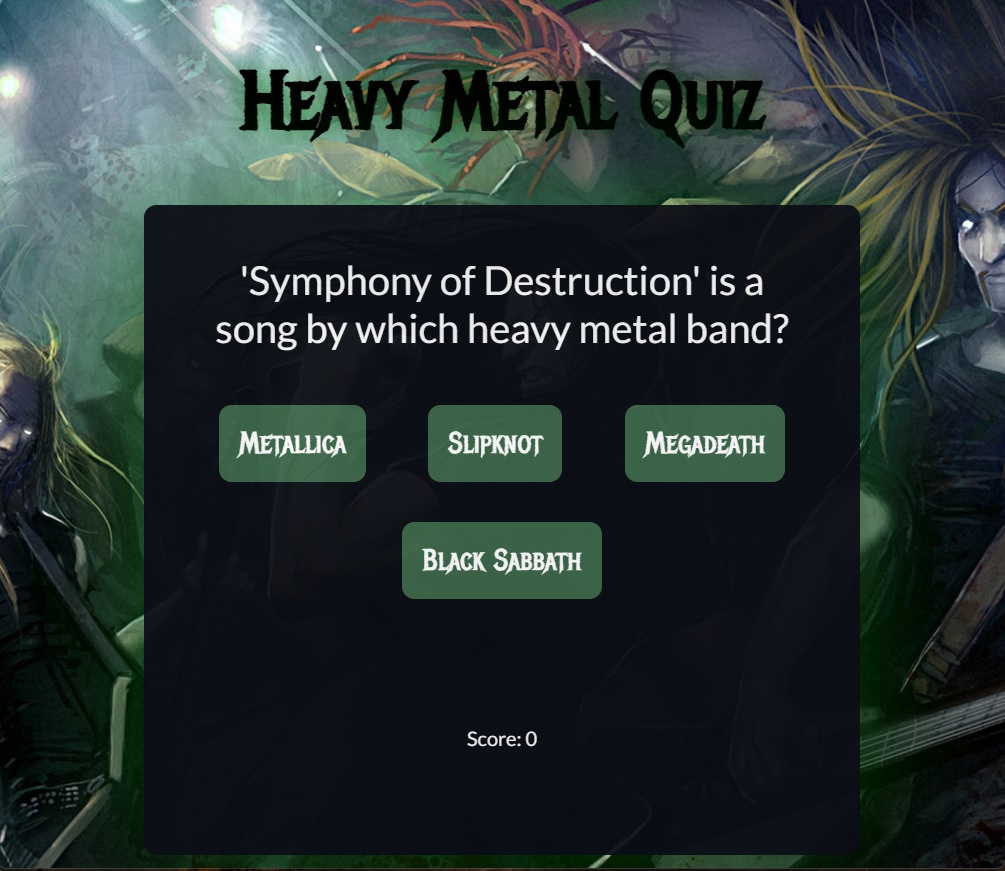 Heavy Metal Quiz
'Symphony of Destruction' is a
song by which heavy metal band?
Metallica
Slipknot
Megadeath
Black Sabbath
Score: 0